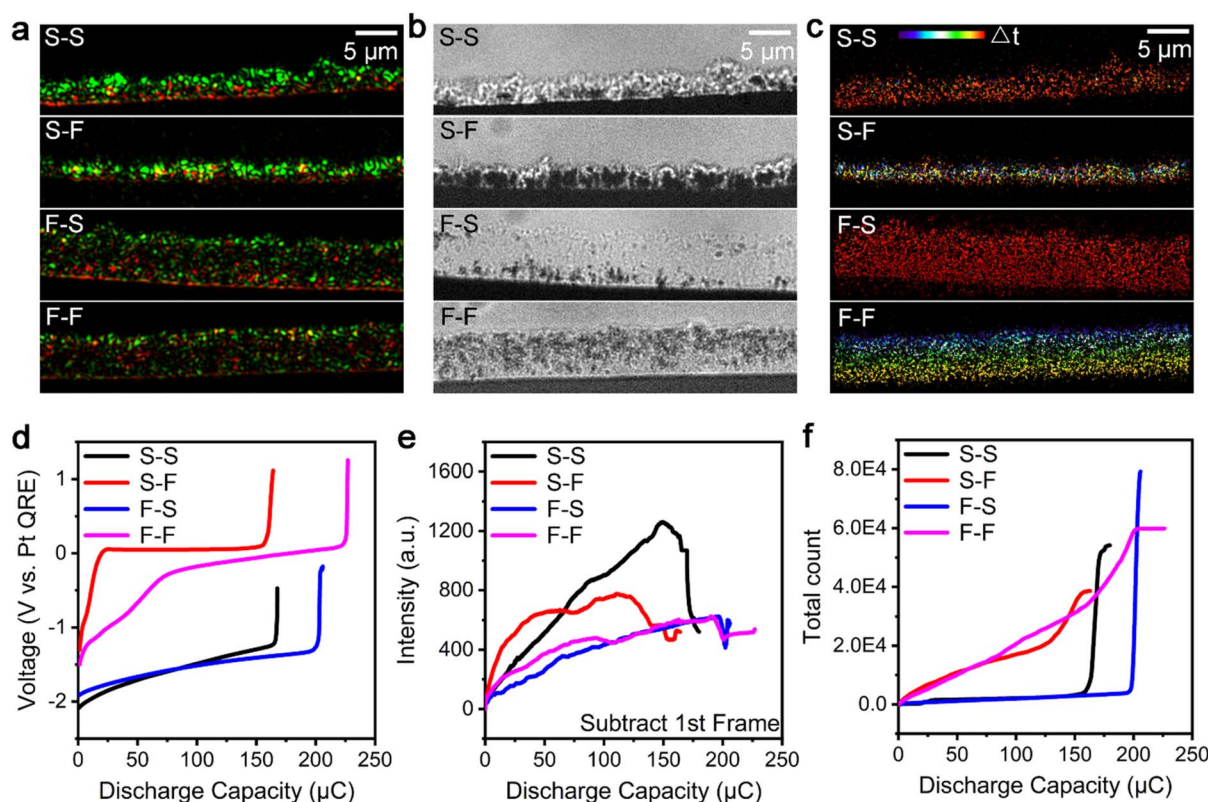 a
S-S
5 µm
S-F
F-S
F-F
b
S-S
5 µm
S-F
F-S
F-F
c
S-S
△t
5 µm
S-F
F-S
F-F
d
S-S
S-F
F-S
F-F
1
0
-1
-2
Voltage (V vs. Pt QRE)
0 50 100 150 200 250
Discharge Capacity (µC)
e
S-S
S-F
F-S
F-F
1600
1200
800
400
0
Intensity (a.u.)
Subtract 1st Frame
0 50 100 150 200 250
Discharge Capacity (µC)
f
S-S
S-F
F-S
F-F
8.0E4
6.0E4
4.0E4
2.0E4
0.0
Total count
0 50 100 150 200 250
Discharge Capacity (µC)